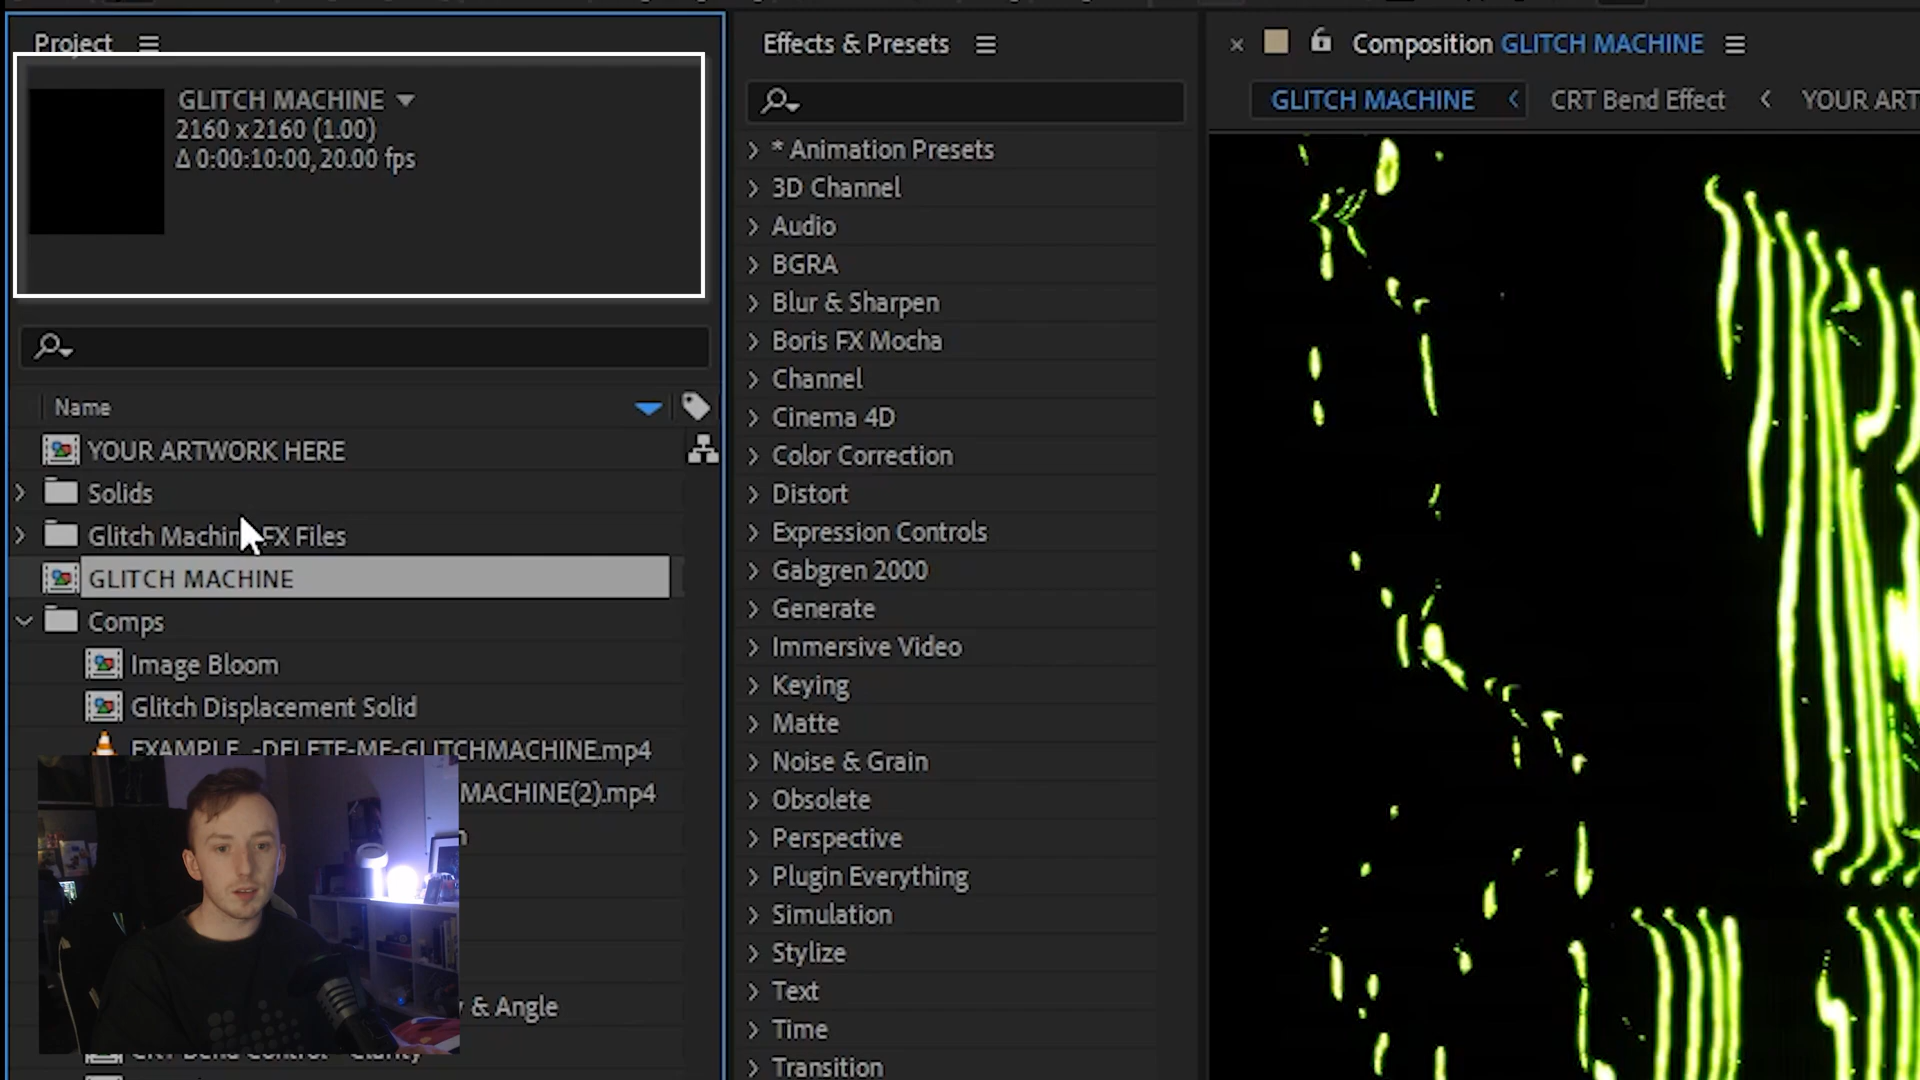 Project
GLITCH MACHINE
2160 x 2160 (1.00)
Δ 0:00:10:00, 20.00 fps
Name
YOUR ARTWORK HERE
Solids
Glitch Machine FX Files
GLITCH MACHINE
Comps
Image Bloom
Glitch Displacement Solid
EXAMPLE_-DELETE-ME-GLITCHMACHINE.mp4
MACHINE(2).mp4
& Angle
Effects & Presets
* Animation Presets
3D Channel
Audio
BGRA
Blur & Sharpen
Boris FX Mocha
Channel
Cinema 4D
Color Correction
Distort
Expression Controls
Gabgren 2000
Generate
Immersive Video
Keying
Matte
Noise & Grain
Obsolete
Perspective
Plugin Everything
Simulation
Stylize
Text
Time
Transition
Composition GLITCH MACHINE
GLITCH MACHINE < CRT Bend Effect < YOUR ART